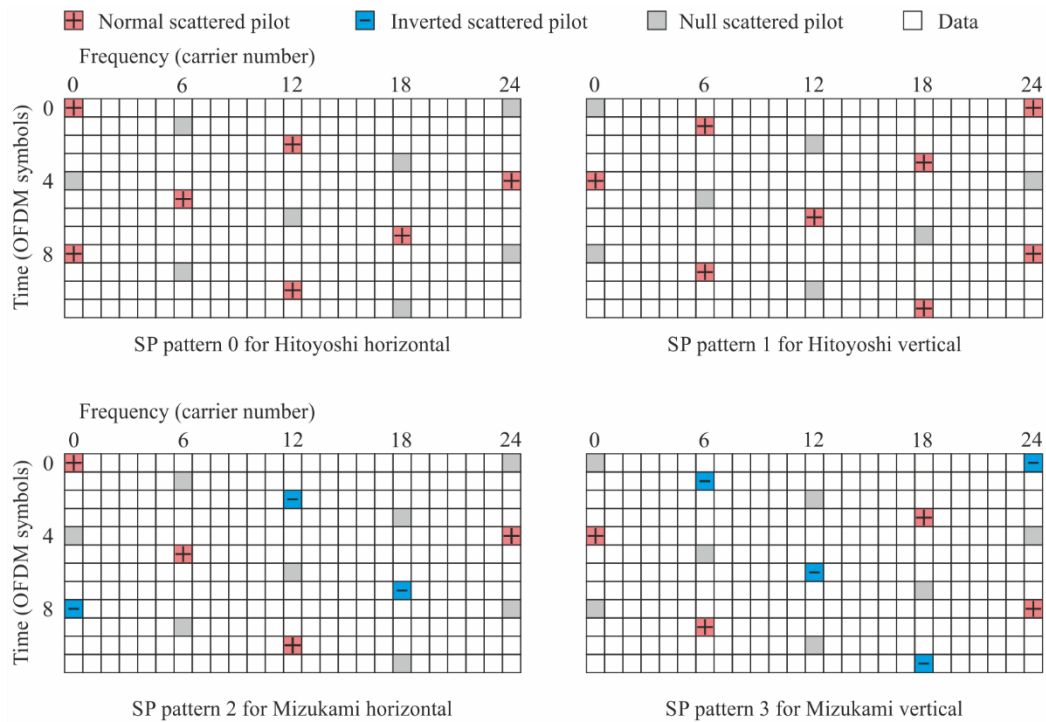 + Normal scattered pilot − Inverted scattered pilot Null scattered pilot Data
Frequency (carrier number)
0 6 12 18 24 0 6 12 18 24
Time (OFDM symbols)
0
4
8
SP pattern 0 for Hitoyoshi horizontal SP pattern 1 for Hitoyoshi vertical
Frequency (carrier number)
0 6 12 18 24 0 6 12 18 24
Time (OFDM symbols)
0
4
8
SP pattern 2 for Mizukami horizontal SP pattern 3 for Mizukami vertical